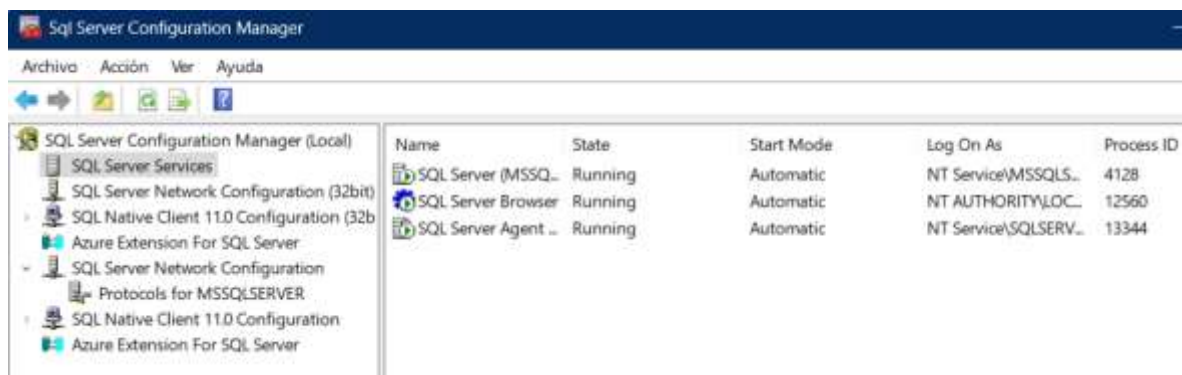 Sql Server Configuration Manager
Archivo Acción Ver Ayuda
SQL Server Configuration Manager (Local)
SQL Server Services
SQL Server Network Configuration (32bit)
SQL Native Client 11.0 Configuration (32b
Azure Extension For SQL Server
SQL Server Network Configuration
Protocols for MSSQLSERVER
SQL Native Client 11.0 Configuration
Azure Extension For SQL Server
Name State Start Mode Log On As Process ID
SQL Server (MSSQ... Running Automatic NT Service\MSSQLS... 4128
SQL Server Browser Running Automatic NT AUTHORITY\LOC... 12560
SQL Server Agent ... Running Automatic NT Service\SQLSERV... 13344